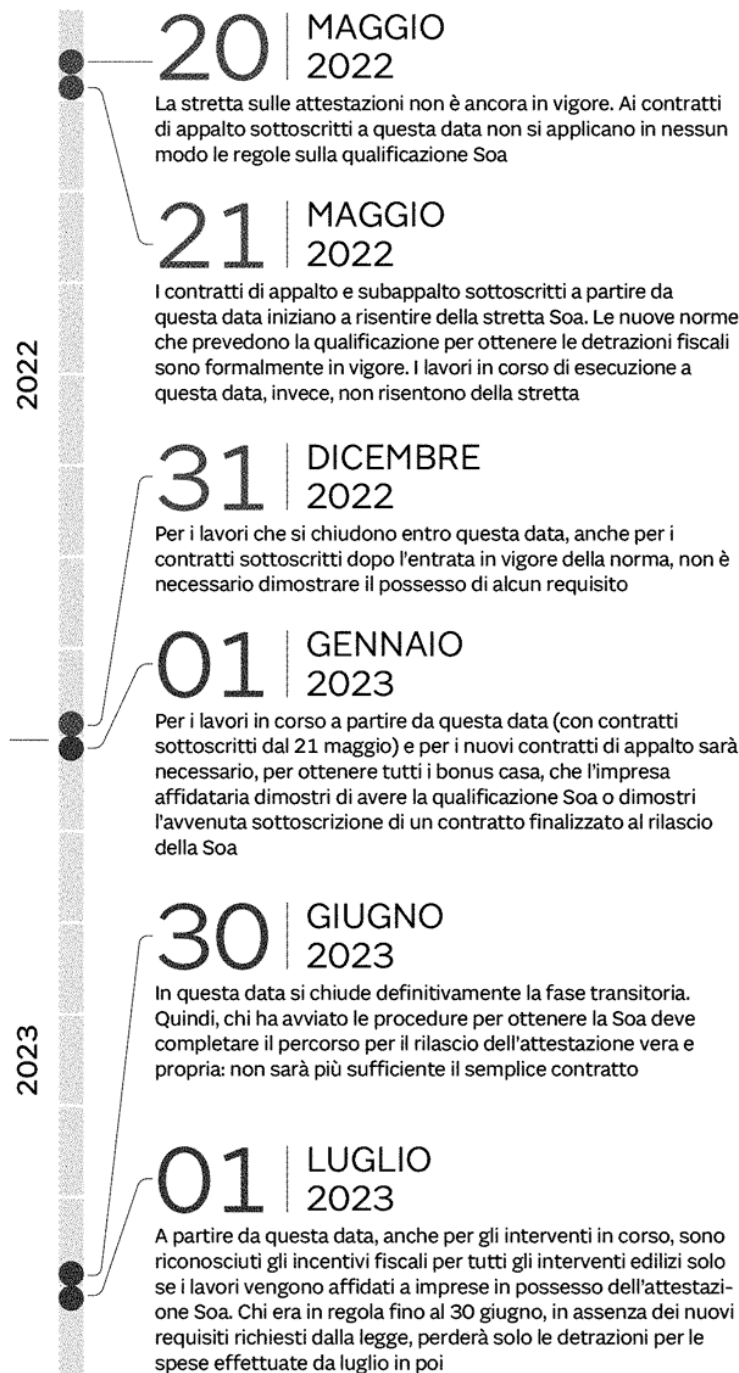 20 MAGGIO
2022
La stretta sulle attestazioni non è ancora in vigore. Ai contratti
di appalto sottoscritti a questa data non si applicano in nessun
modo le regole sulla qualificazione Soa
21 MAGGIO
2022
I contratti di appalto e subappalto sottoscritti a partire da
questa data iniziano a risentire della stretta Soa. Le nuove norme
che prevedono la qualificazione per ottenere le detrazioni fiscali
sono formalmente in vigore. I lavori in corso di esecuzione a
questa data, invece, non risentono della stretta
2022
31 DICEMBRE
2022
Per i lavori che si chiudono entro questa data, anche per i
contratti sottoscritti dopo l'entrata in vigore della norma, non è
necessario dimostrare il possesso di alcun requisito
01 GENNAIO
2023
Per i lavori in corso a partire da questa data (con contratti
sottoscritti dal 21 maggio) e per i nuovi contratti di appalto sarà
necessario, per ottenere tutti i bonus casa, che l'impresa
affidataria dimostri di avere la qualificazione Soa o dimostri
l'avvenuta sottoscrizione di un contratto finalizzato al rilascio
della Soa
30 GIUGNO
2023
In questa data si chiude definitivamente la fase transitoria.
Quindi, chi ha avviato le procedure per ottenere la Soa deve
completare il percorso per il rilascio dell'attestazione vera e
propria: non sarà più sufficiente il semplice contratto
2023
01 LUGLIO
2023
A partire da questa data, anche per gli interventi in corso, sono
riconosciuti gli incentivi fiscali per tutti gli interventi edilizi solo
se i lavori vengono affidati a imprese in possesso dell'attestazi-
one Soa. Chi era in regola fino al 30 giugno, in assenza dei nuovi
requisiti richiesti dalla legge, perderà solo le detrazioni per le
spese effettuate da luglio in poi